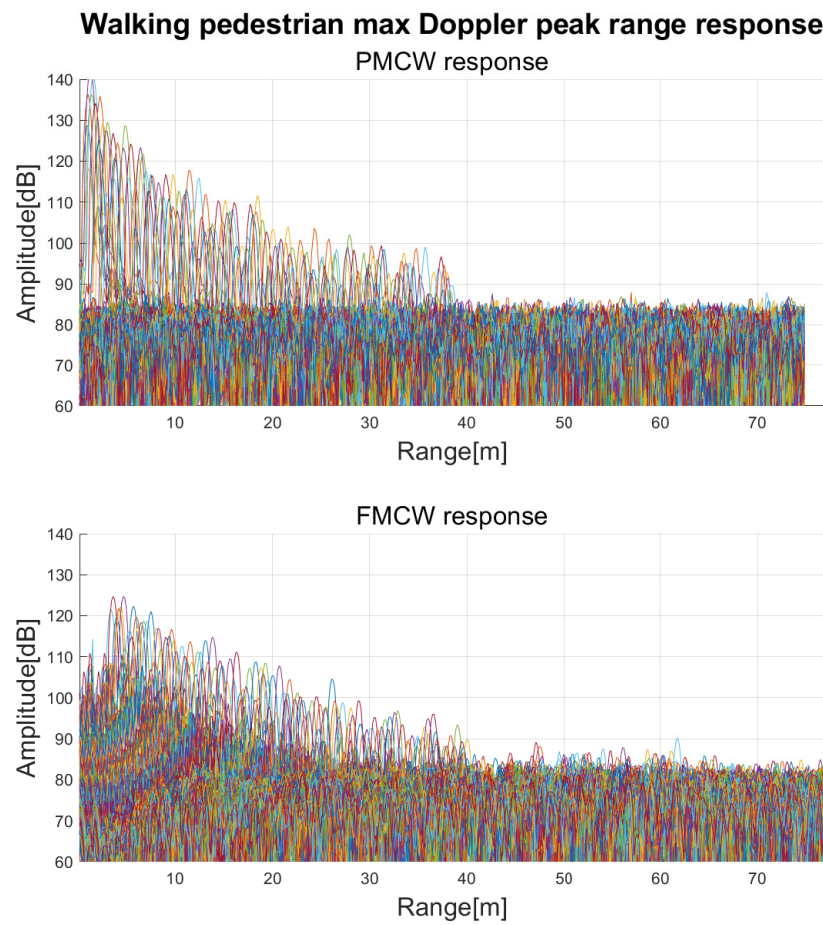 Walking pedestrian max Doppler peak range response
PMCW response
140
130
120
110
100
90
80
70
60
Amplitude[dB]
10 20 30 40 50 60 70
Range[m]
FMCW response
140
130
120
110
100
90
80
70
60
Amplitude[dB]
10 20 30 40 50 60 70
Range[m]